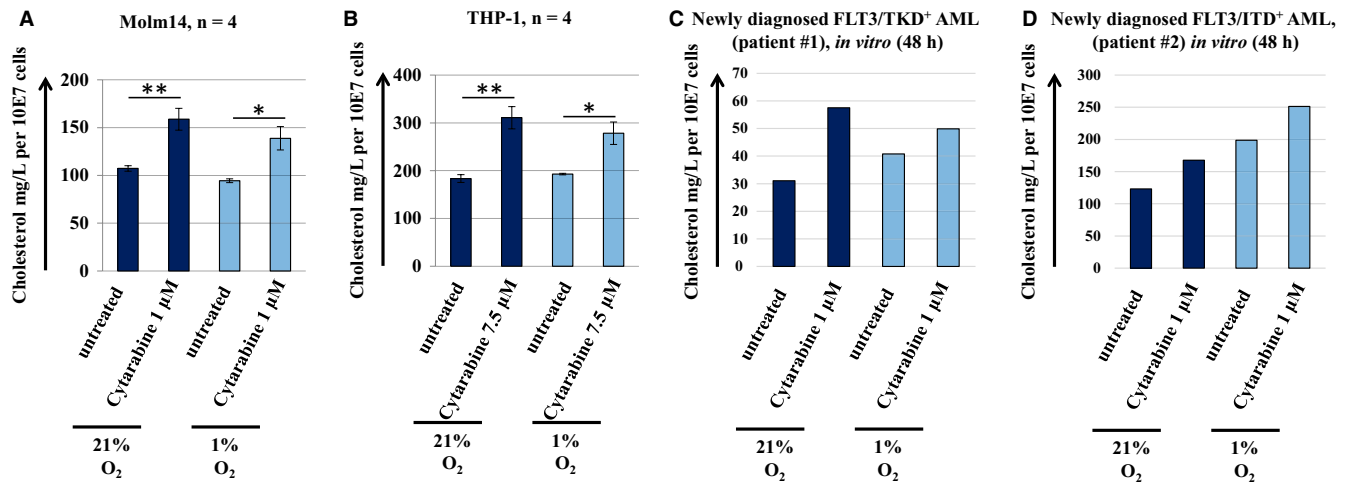 A
Molm14, n = 4
Cholesterol mg/L per 10E7 cells
200
150
100
50
0
**
*
untreated
Cytarabine 1 µM
untreated
Cytarabine 1 µM
21%
O2
1%
O2
B
THP-1, n = 4
Cholesterol mg/L per 10E7 cells
400
300
200
100
0
**
*
untreated
Cytarabine 7.5 µM
untreated
Cytarabine 7.5 µM
21%
O2
1%
O2
C
Newly diagnosed FLT3/TKD+ AML
(patient #1), in vitro (48 h)
Cholesterol mg/L per 10E7 cells
70
60
50
40
30
20
10
0
untreated
Cytarabine 1 µM
untreated
Cytarabine 1 µM
21%
O2
1%
O2
D
Newly diagnosed FLT3/ITD+ AML,
(patient #2) in vitro (48 h)
Cholesterol mg/L per 10E7 cells
300
250
200
150
100
50
0
untreated
Cytarabine 1 µM
untreated
Cytarabine 1 µM
21%
O2
1%
O2